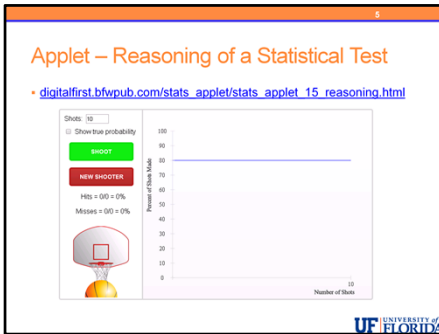 5
Applet – Reasoning of a Statistical Test
• digitalfirst.bfwpub.com/stats_applet/stats_applet_15_reasoning.html
Shots: 10
Show true probability
SHOOT
NEW SHOOTER
Hits = 0/0 = 0%
Misses = 0/0 = 0%
Percent of Shots Made
100
90
80
70
60
50
40
30
20
10
0
10
Number of Shots
UF UNIVERSITY of
FLORIDA